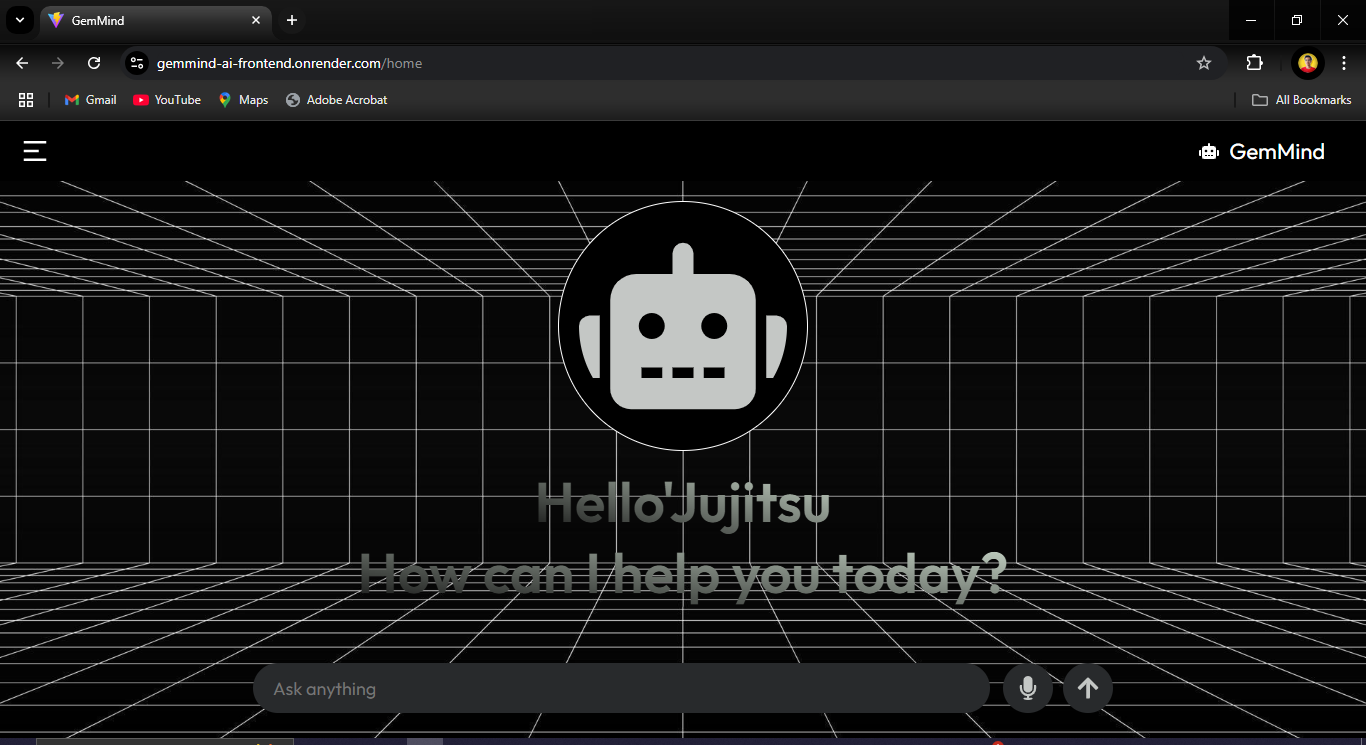 GemMind
gemmind-ai-frontend.onrender.com/home
Gmail YouTube Maps Adobe Acrobat All Bookmarks
GemMind
Hello'Jujitsu
How can I help you today?
Ask anything